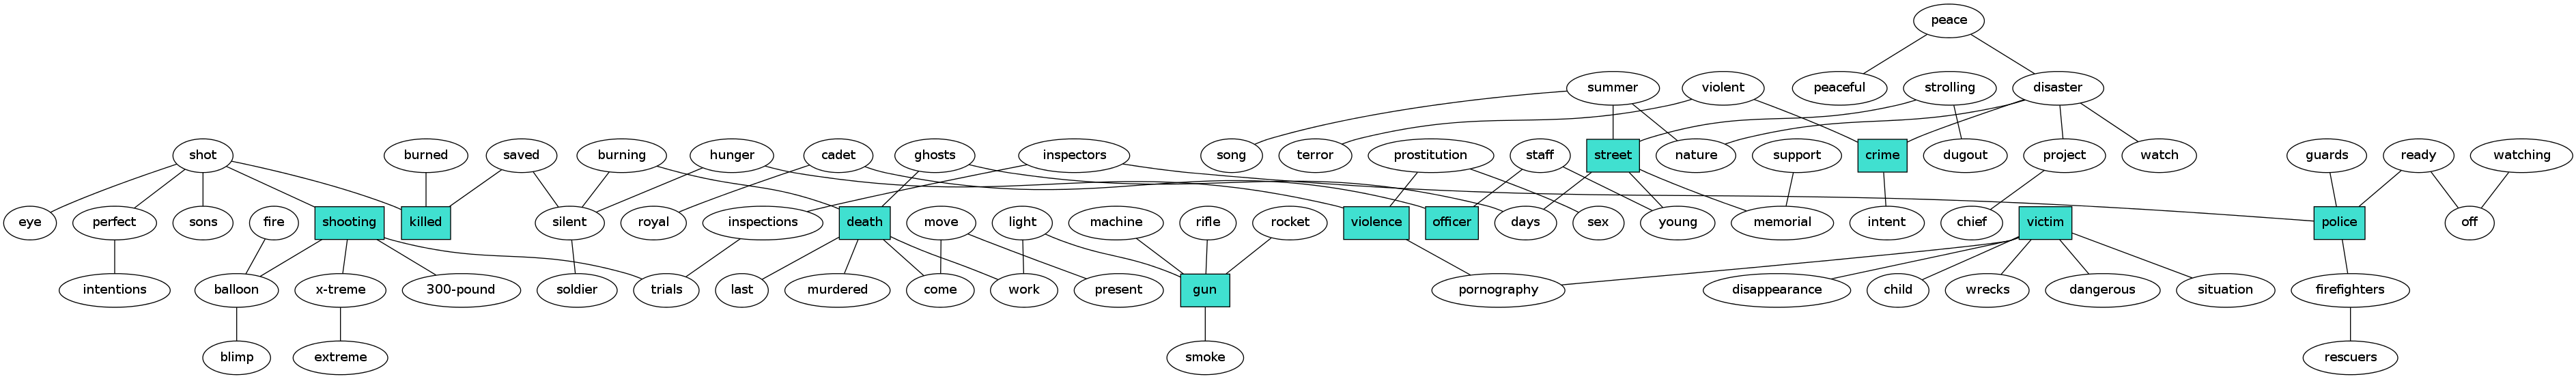 peace
summer
violent
peaceful
strolling
disaster
shot
burned
saved
burning
hunger
cadet
ghosts
inspectors
song
terror
prostitution
staff
street
nature
support
crime
dugout
project
watch
guards
ready
watching
eye
perfect
sons
fire
shooting
killed
silent
royal
inspections
death
move
light
machine
rifle
rocket
violence
officer
days
sex
young
memorial
intent
chief
victim
police
off
intentions
balloon
x-treme
300-pound
soldier
trials
last
murdered
come
work
present
gun
pornography
disappearance
child
wrecks
dangerous
situation
firefighters
blimp
extreme
smoke
rescuers